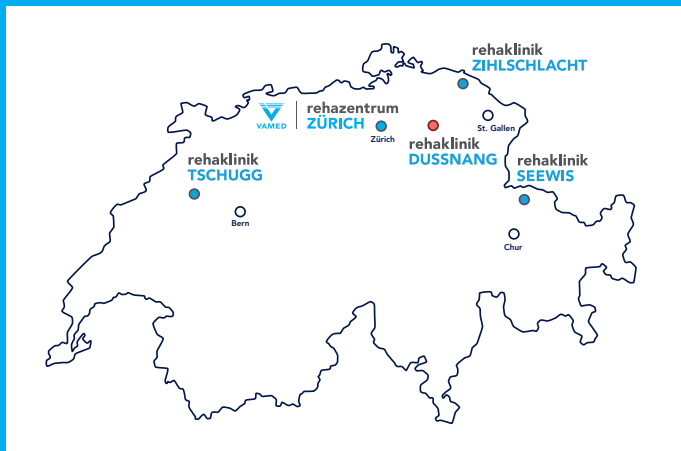 rehaklinik
ZIHLSCHLACHT
VAMED
rehazentrum
ZÜRICH
Zürich
St. Gallen
rehaklinik
DUSSNANG
rehaklinik
TSCHUGG
rehaklinik
SEEWIS
Bern
Chur